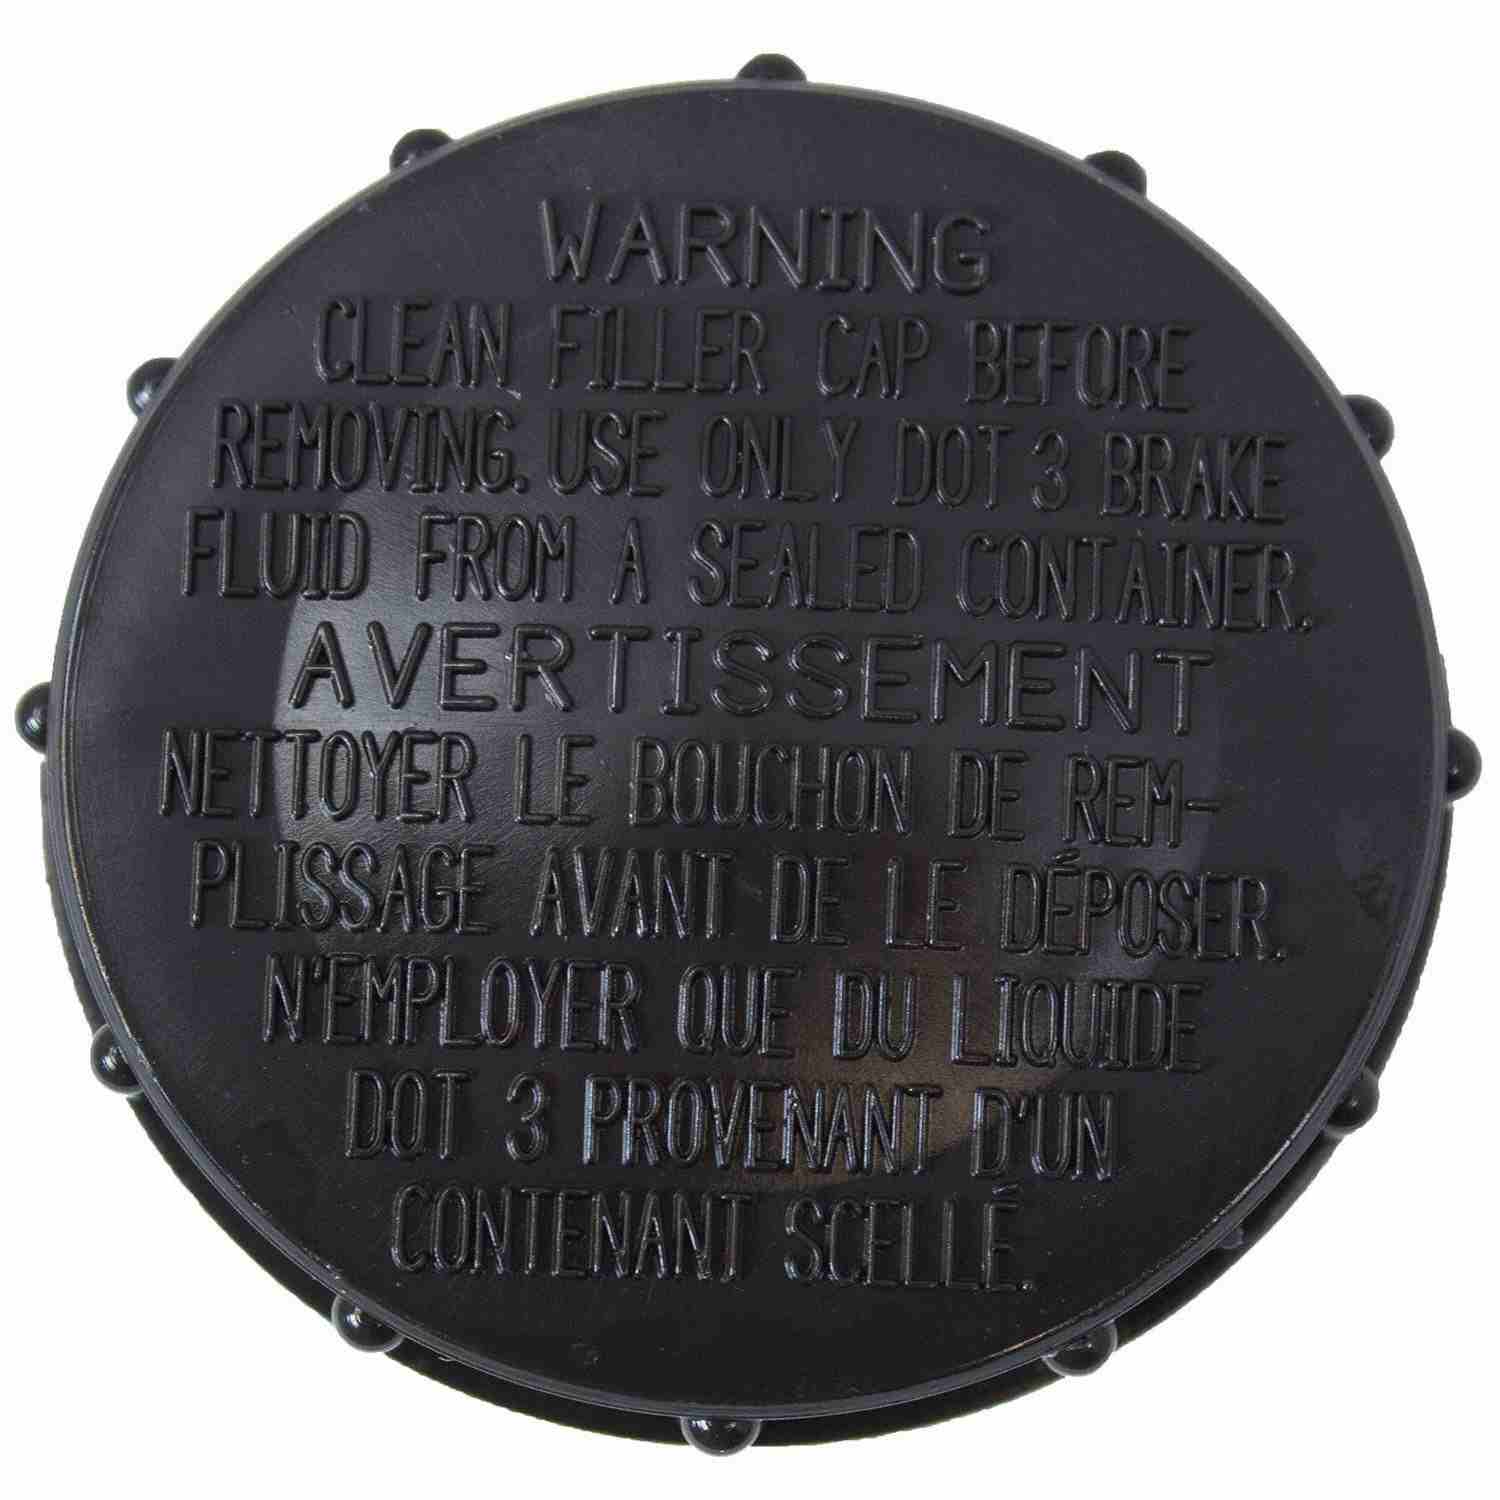 WARNING
CLEAN FILLER CAP BEFORE
REMOVING. USE ONLY DOT 3 BRAKE
FLUID FROM A SEALED CONTAINER.
AVERTISSEMENT
NETTOYER LE BOUCHON DE REM-
PLISSAGE AVANT DE LE DÉPOSER.
N'EMPLOYER QUE DU LIQUIDE
DOT 3 PROVENANT D'UN
CONTENANT SCELLÉ.